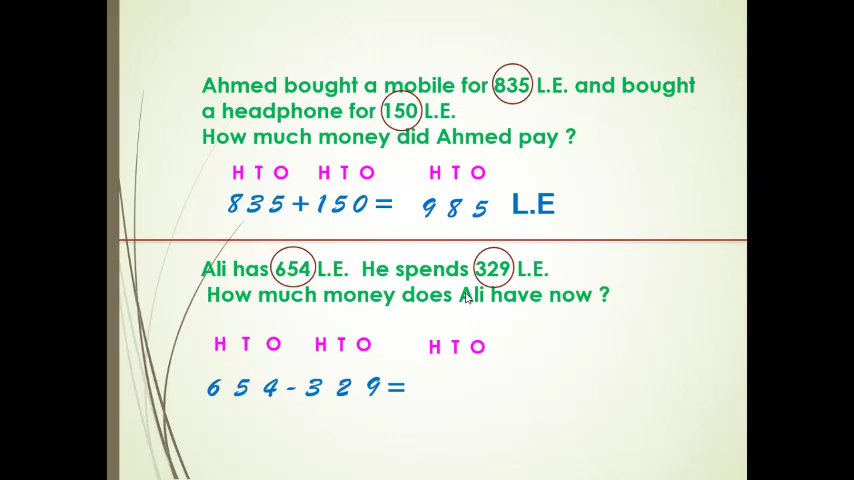 Ahmed bought a mobile for 835 L.E. and bought
a headphone for 150 L.E.
How much money did Ahmed pay ?
H T O H T O H T O
835+150= 985 L.E
Ali has 654 L.E. He spends 329 L.E.
How much money does Ali have now ?
H T O H T O H T O
654-329=